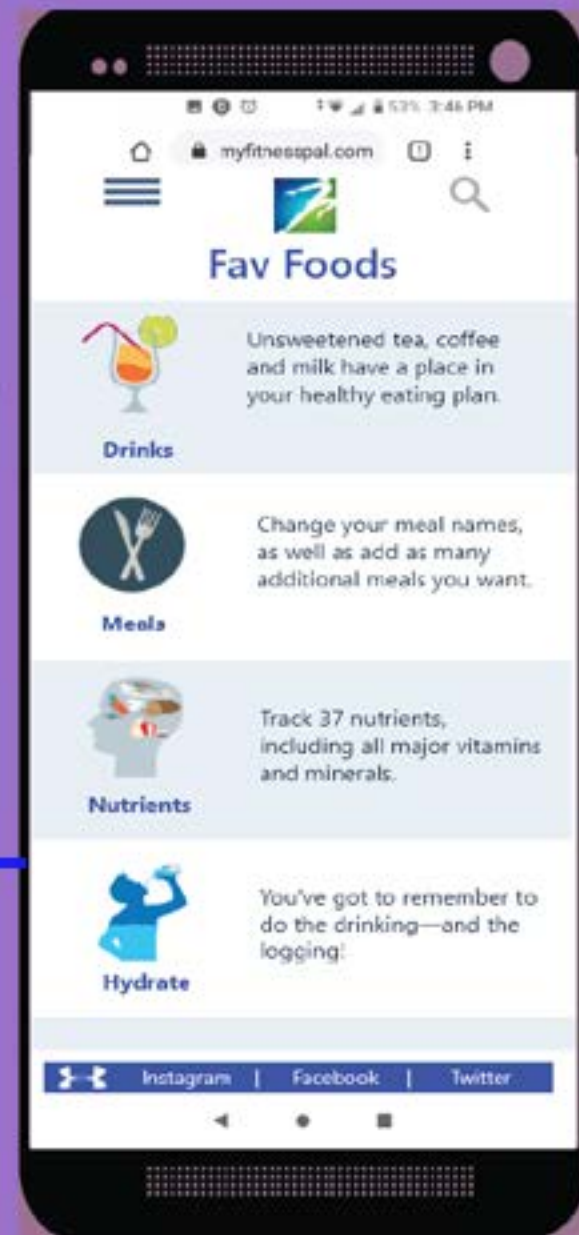 53% 3:46 PM
myfitnesspal.com
Fav Foods
Unsweetened tea, coffee
and milk have a place in
your healthy eating plan.
Drinks
Change your meal names,
as well as add as many
additional meals you want.
Meals
Track 37 nutrients,
including all major vitamins
and minerals.
Nutrients
You've got to remember to
do the drinking—and the
logging!
Hydrate
Instagram | Facebook | Twitter